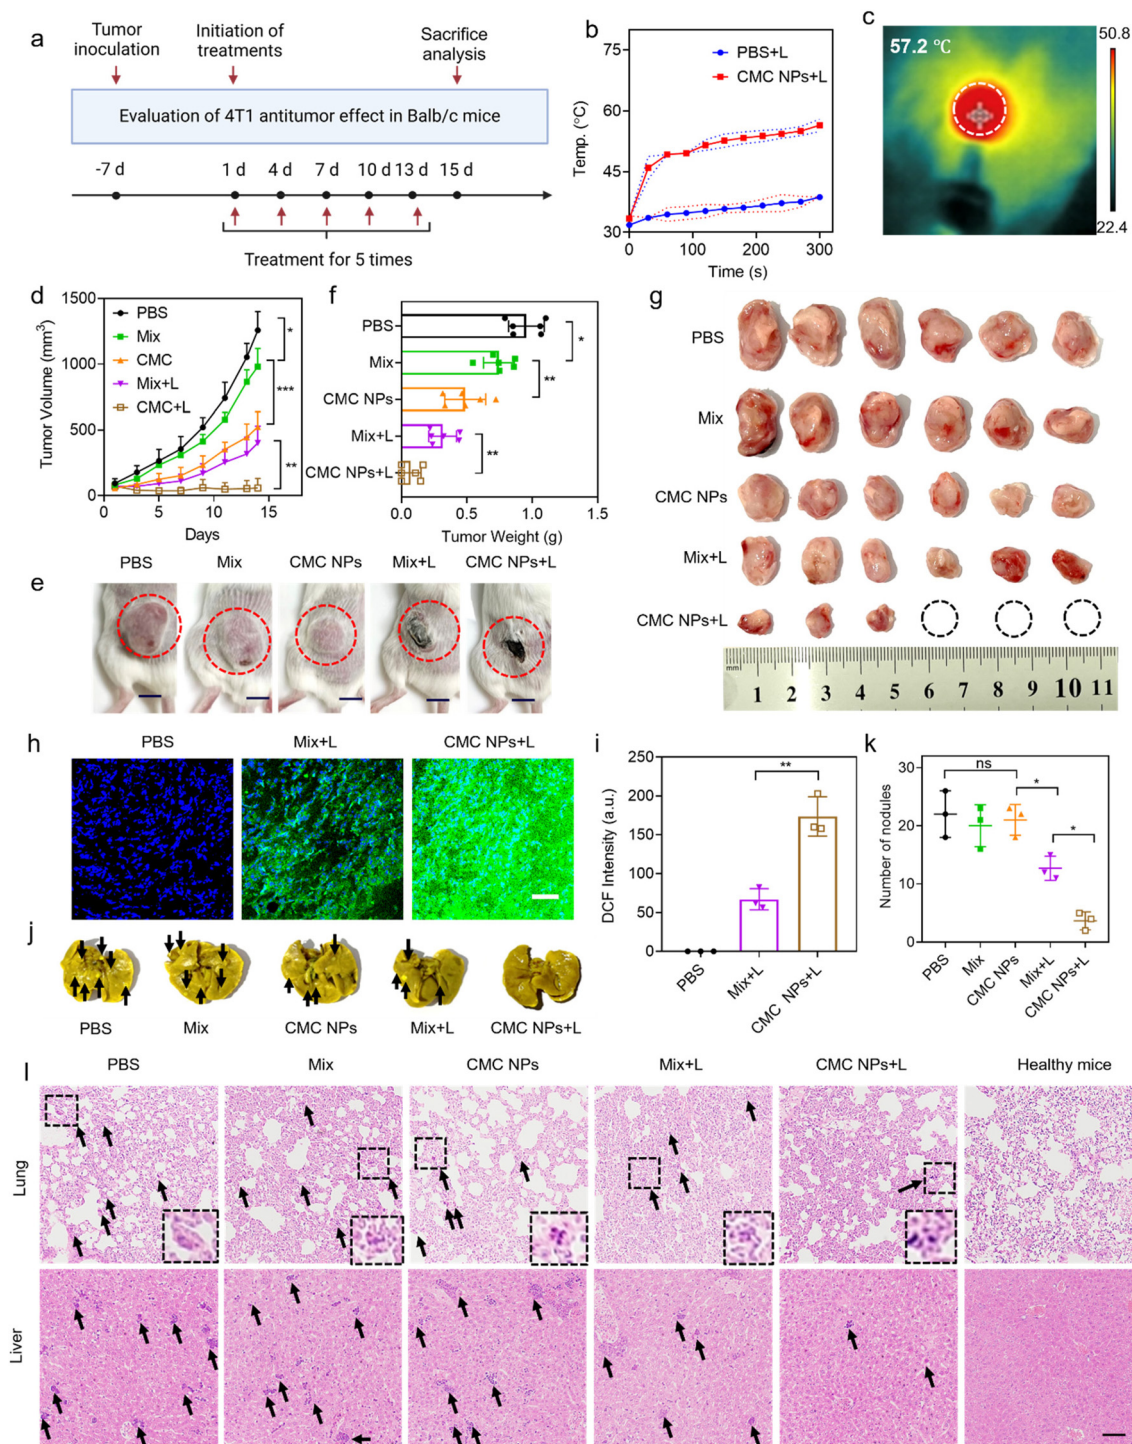 a
Tumor
inoculation
Initiation of
treatments
Sacrifice
analysis
Evaluation of 4T1 antitumor effect in Balb/c mice
-7 d
1 d
4 d
7 d
10 d
13 d
15 d
Treatment for 5 times
b
PBS+L
CMC NPs+L
Temp. (°C)
75
60
45
30
0
100
200
300
Time (s)
c
57.2 °C
50.8
22.4
d
Tumor Volume (mm³)
1500
1000
500
0
0
5
10
15
Days
PBS
Mix
CMC
Mix+L
CMC+L
*
***
**
f
PBS
Mix
CMC NPs
Mix+L
CMC NPs+L
*
**
**
0.0
0.5
1.0
1.5
Tumor Weight (g)
g
PBS
Mix
CMC NPs
Mix+L
CMC NPs+L
mm
1 2 3 4 5 6 7 8 9 10 11
e
PBS
Mix
CMC NPs
Mix+L
CMC NPs+L
h
PBS
Mix+L
CMC NPs+L
i
DCF Intensity (a.u.)
250
200
150
100
50
0
**
PBS
Mix+L
CMC NPs+L
k
Number of nodules
30
20
10
0
ns
*
*
PBS
Mix
CMC NPs
Mix+L
CMC NPs+L
j
PBS
Mix
CMC NPs
Mix+L
CMC NPs+L
l
PBS
Mix
CMC NPs
Mix+L
CMC NPs+L
Healthy mice
Lung
Liver